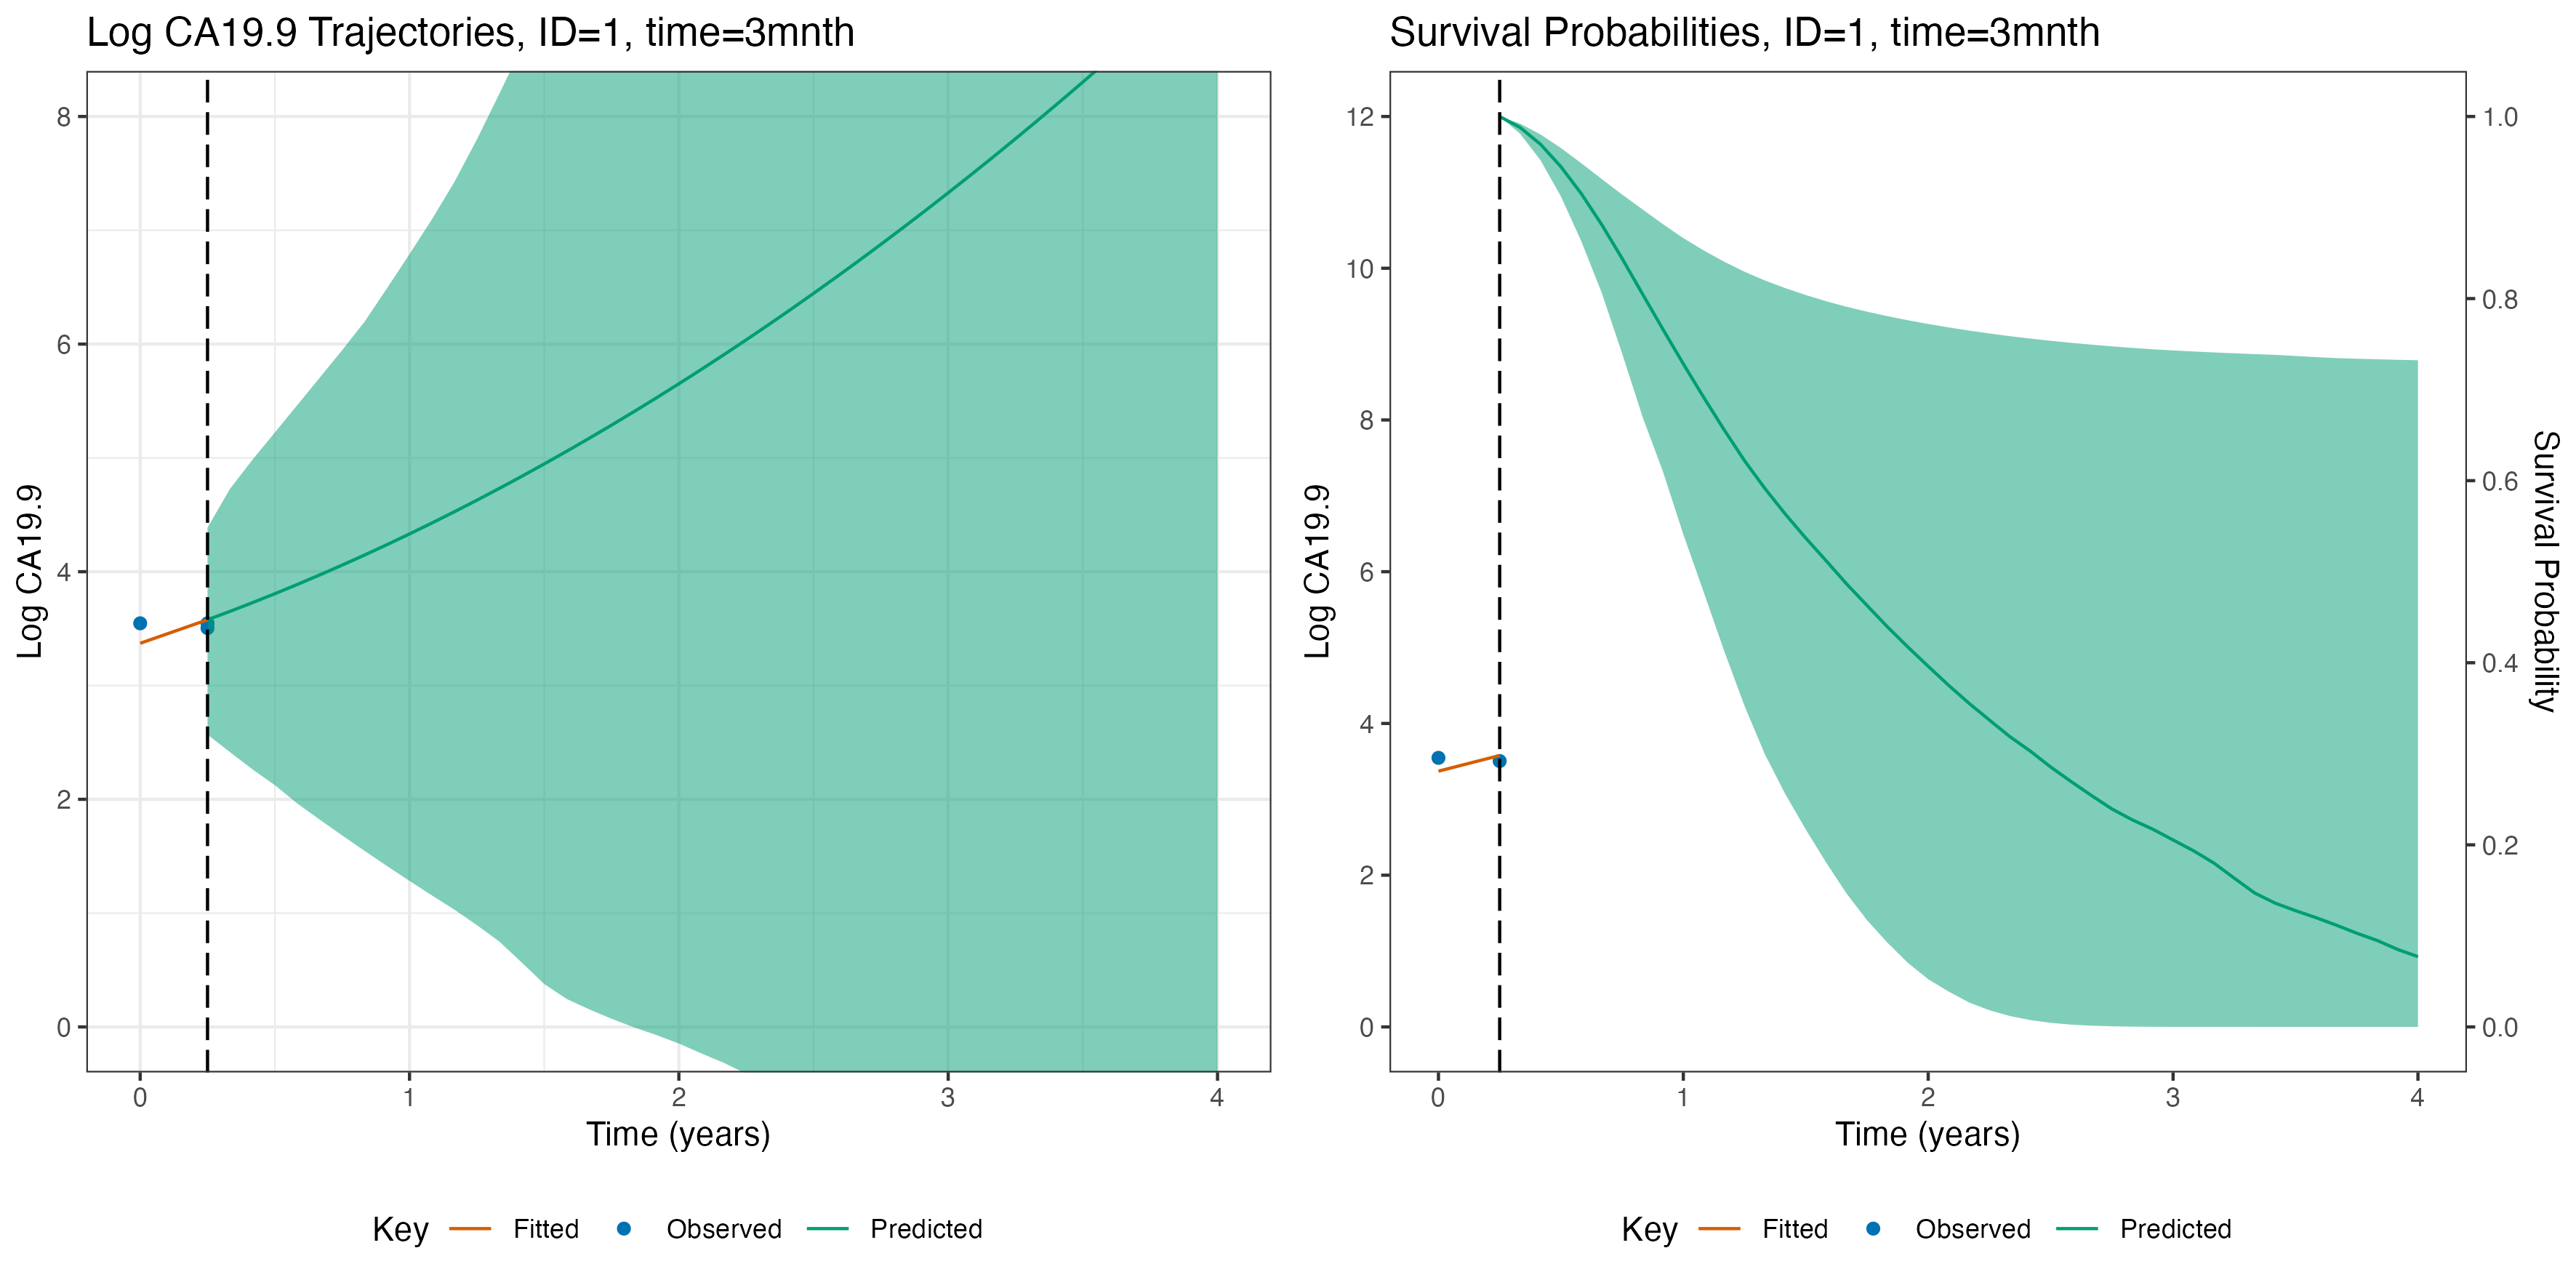 Log CA19.9 Trajectories, ID=1, time=3mnth
Log CA19.9
8
6
4
2
0
0 1 2 3 4
Time (years)
Key Fitted Observed Predicted
Survival Probabilities, ID=1, time=3mnth
Log CA19.9
12
10
8
6
4
2
0
1.0
0.8
0.6
0.4
0.2
0.0
Survival Probability
0 1 2 3 4
Time (years)
Key Fitted Observed Predicted